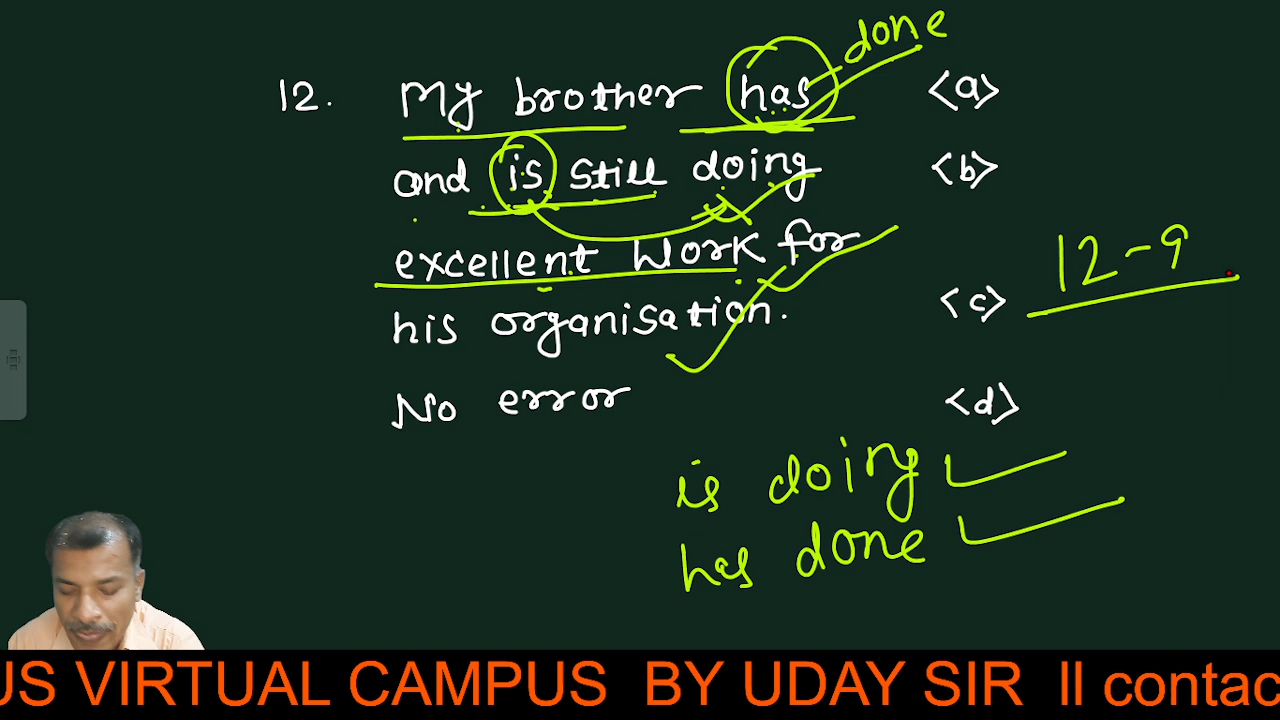 done
12. My brother has <a>
and is still doing <b>
excellent work for
his organisation. <c>
12-9
No error <d>
is doing
has done
US VIRTUAL CAMPUS BY UDAY SIR ll contac